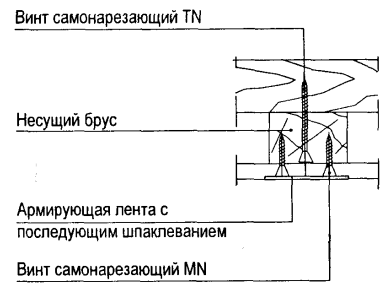 Винт самонарезающий TN
Несущий брус
Армирующая лента с
последующим шпаклеванием
Винт самонарезающий MN